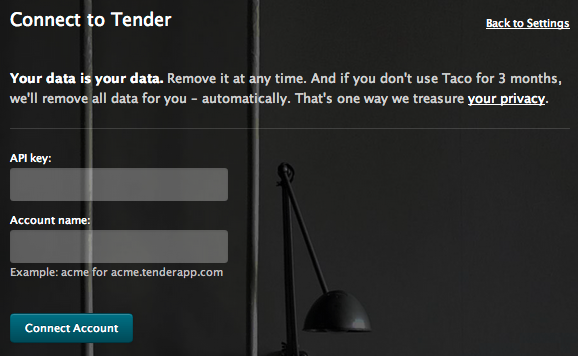 Connect to Tender
Back to Settings
Your data is your data. Remove it at any time. And if you don't use Taco for 3 months,
we'll remove all data for you – automatically. That's one way we treasure your privacy.
API key:
Account name:
Example: acme for acme.tenderapp.com
Connect Account